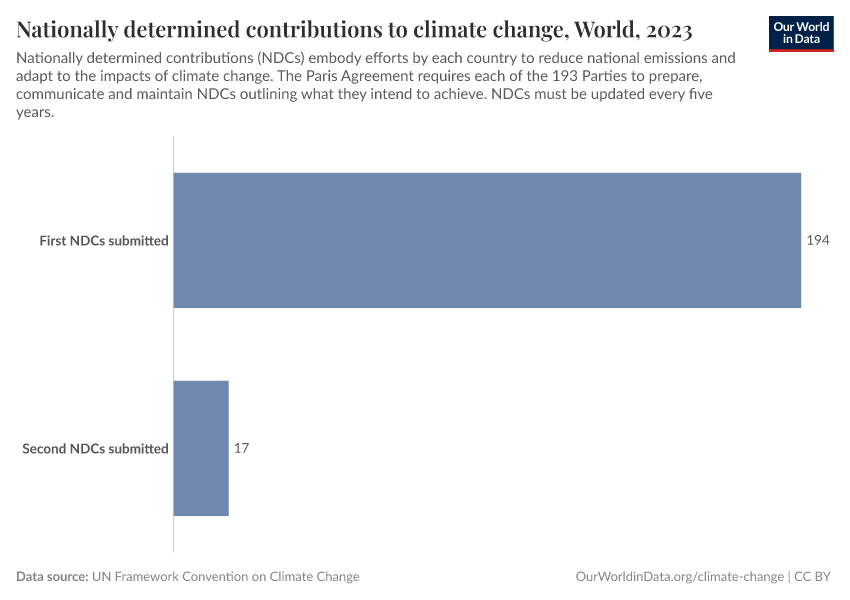 Nationally determined contributions to climate change, World, 2023
Our World
in Data
Nationally determined contributions (NDCs) embody efforts by each country to reduce national emissions and
adapt to the impacts of climate change. The Paris Agreement requires each of the 193 Parties to prepare,
communicate and maintain NDCs outlining what they intend to achieve. NDCs must be updated every five
years.
First NDCs submitted
194
Second NDCs submitted
17
Data source: UN Framework Convention on Climate Change
OurWorldinData.org/climate-change | CC BY